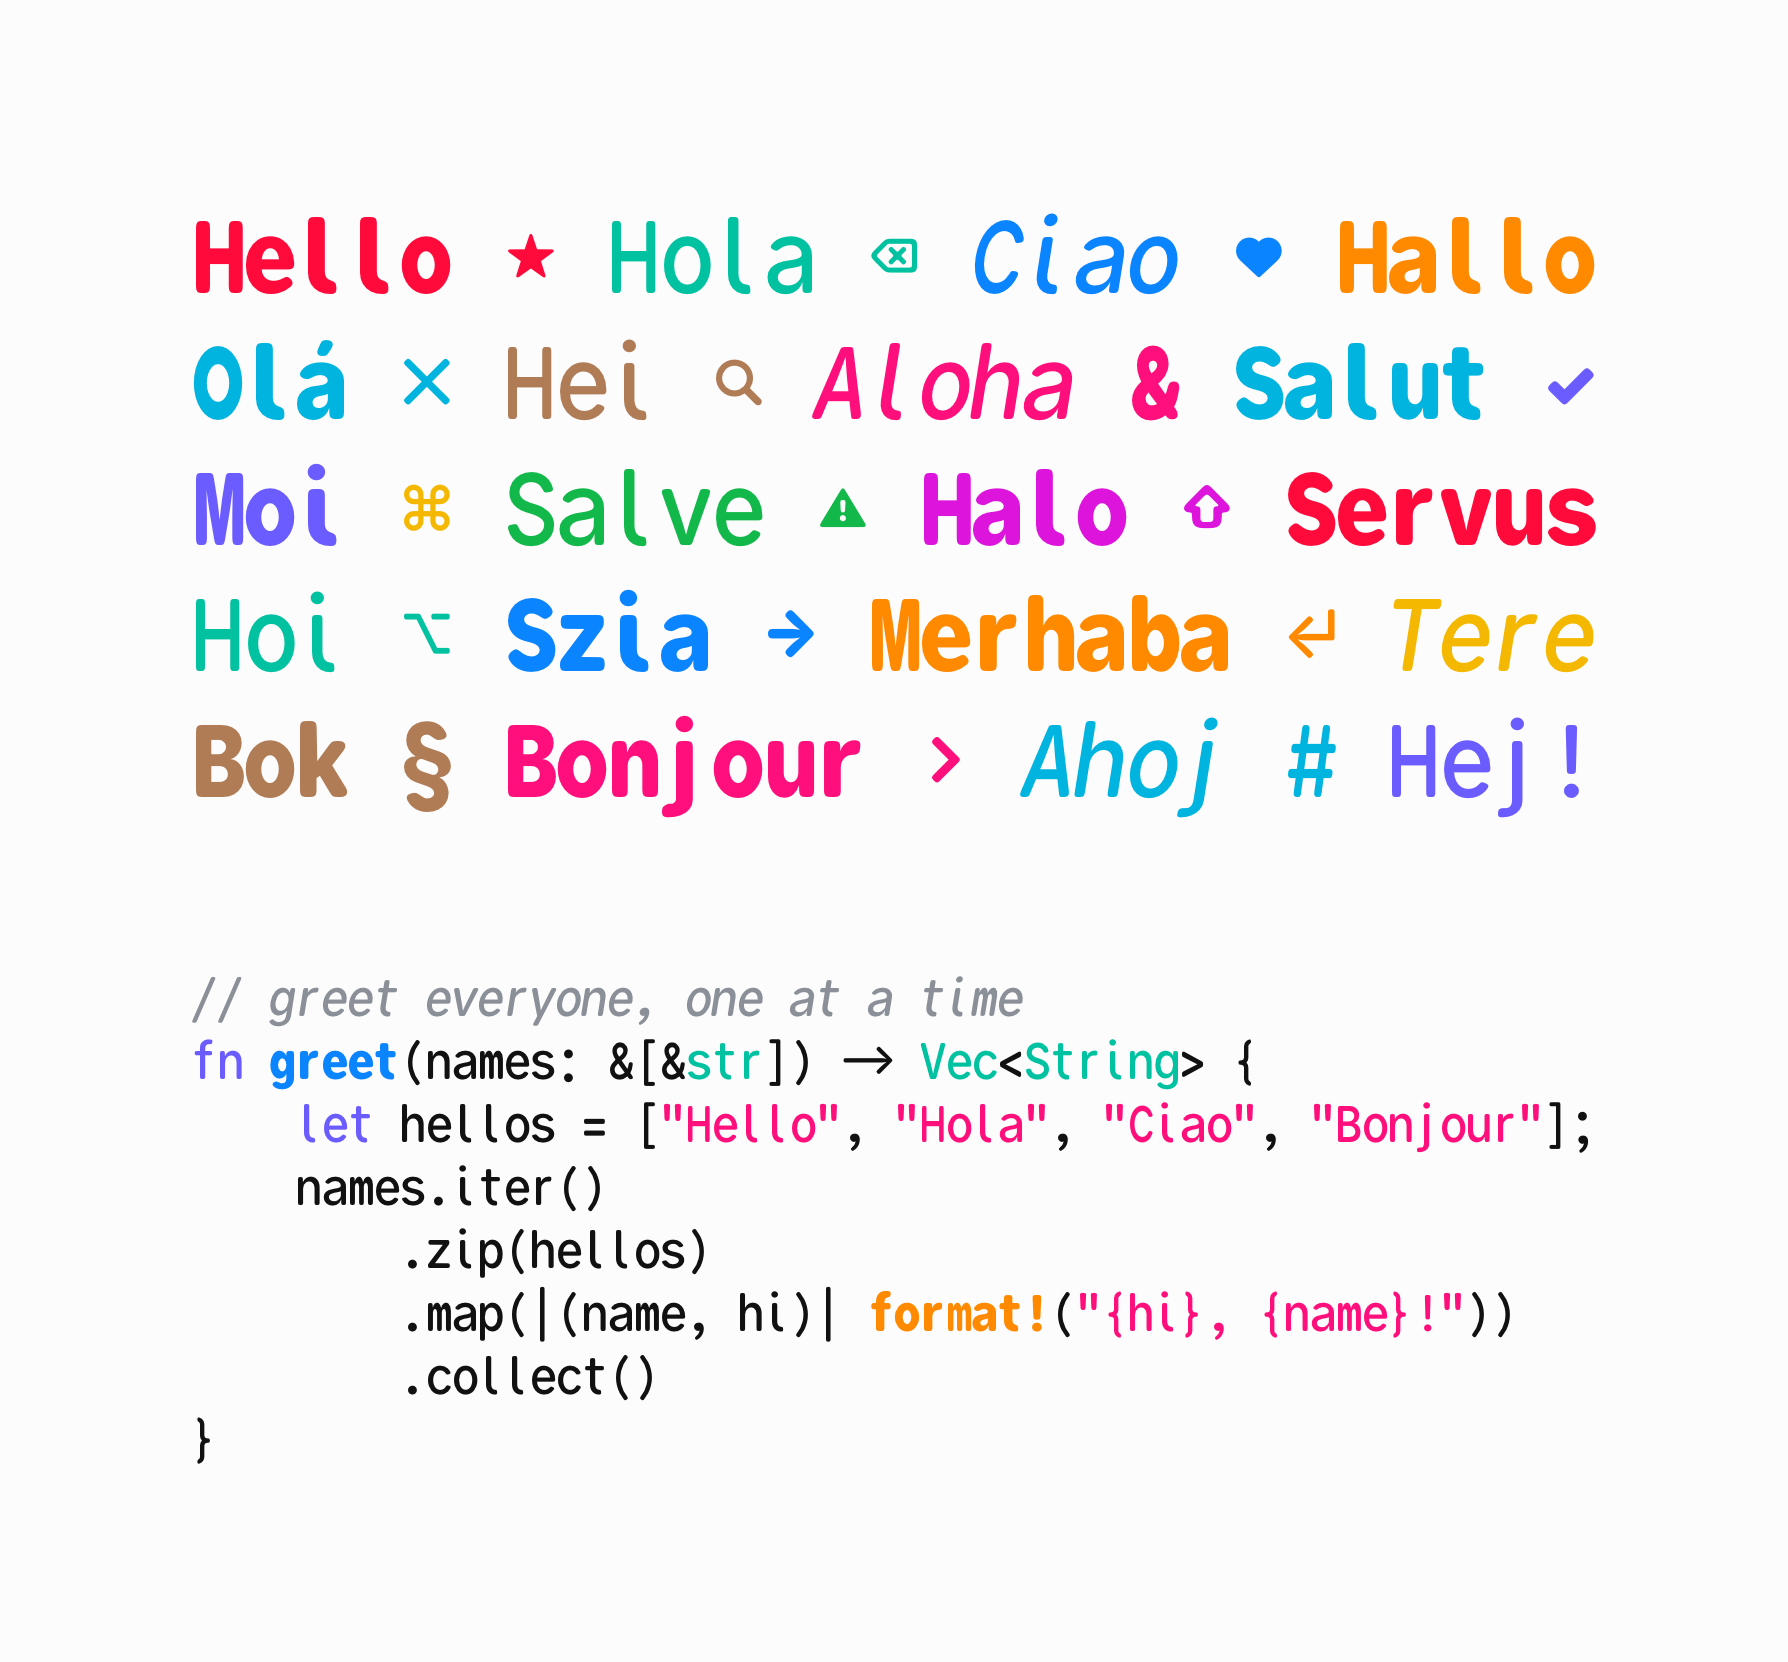 Hello ★ Hola ⌫ Ciao ♥ Hallo
Olá × Hei 🔍 Aloha & Salut ✔
Moi ⌘ Salve ⚠ Halo ⇧ Servus
Hoi ⌥ Szia → Merhaba ↵ Tere
Bok § Bonjour › Ahoj # Hej!
// greet everyone, one at a time
fn greet(names: &[&str]) -> Vec<String> {
    let hellos = ["Hello", "Hola", "Ciao", "Bonjour"];
    names.iter()
        .zip(hellos)
        .map(|(name, hi)| format!("{hi}, {name}!"))
        .collect()
}